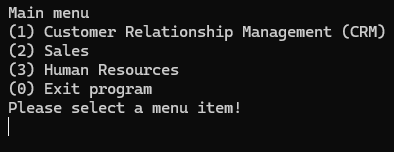 Main menu
(1) Customer Relationship Management (CRM)
(2) Sales
(3) Human Resources
(0) Exit program
Please select a menu item!